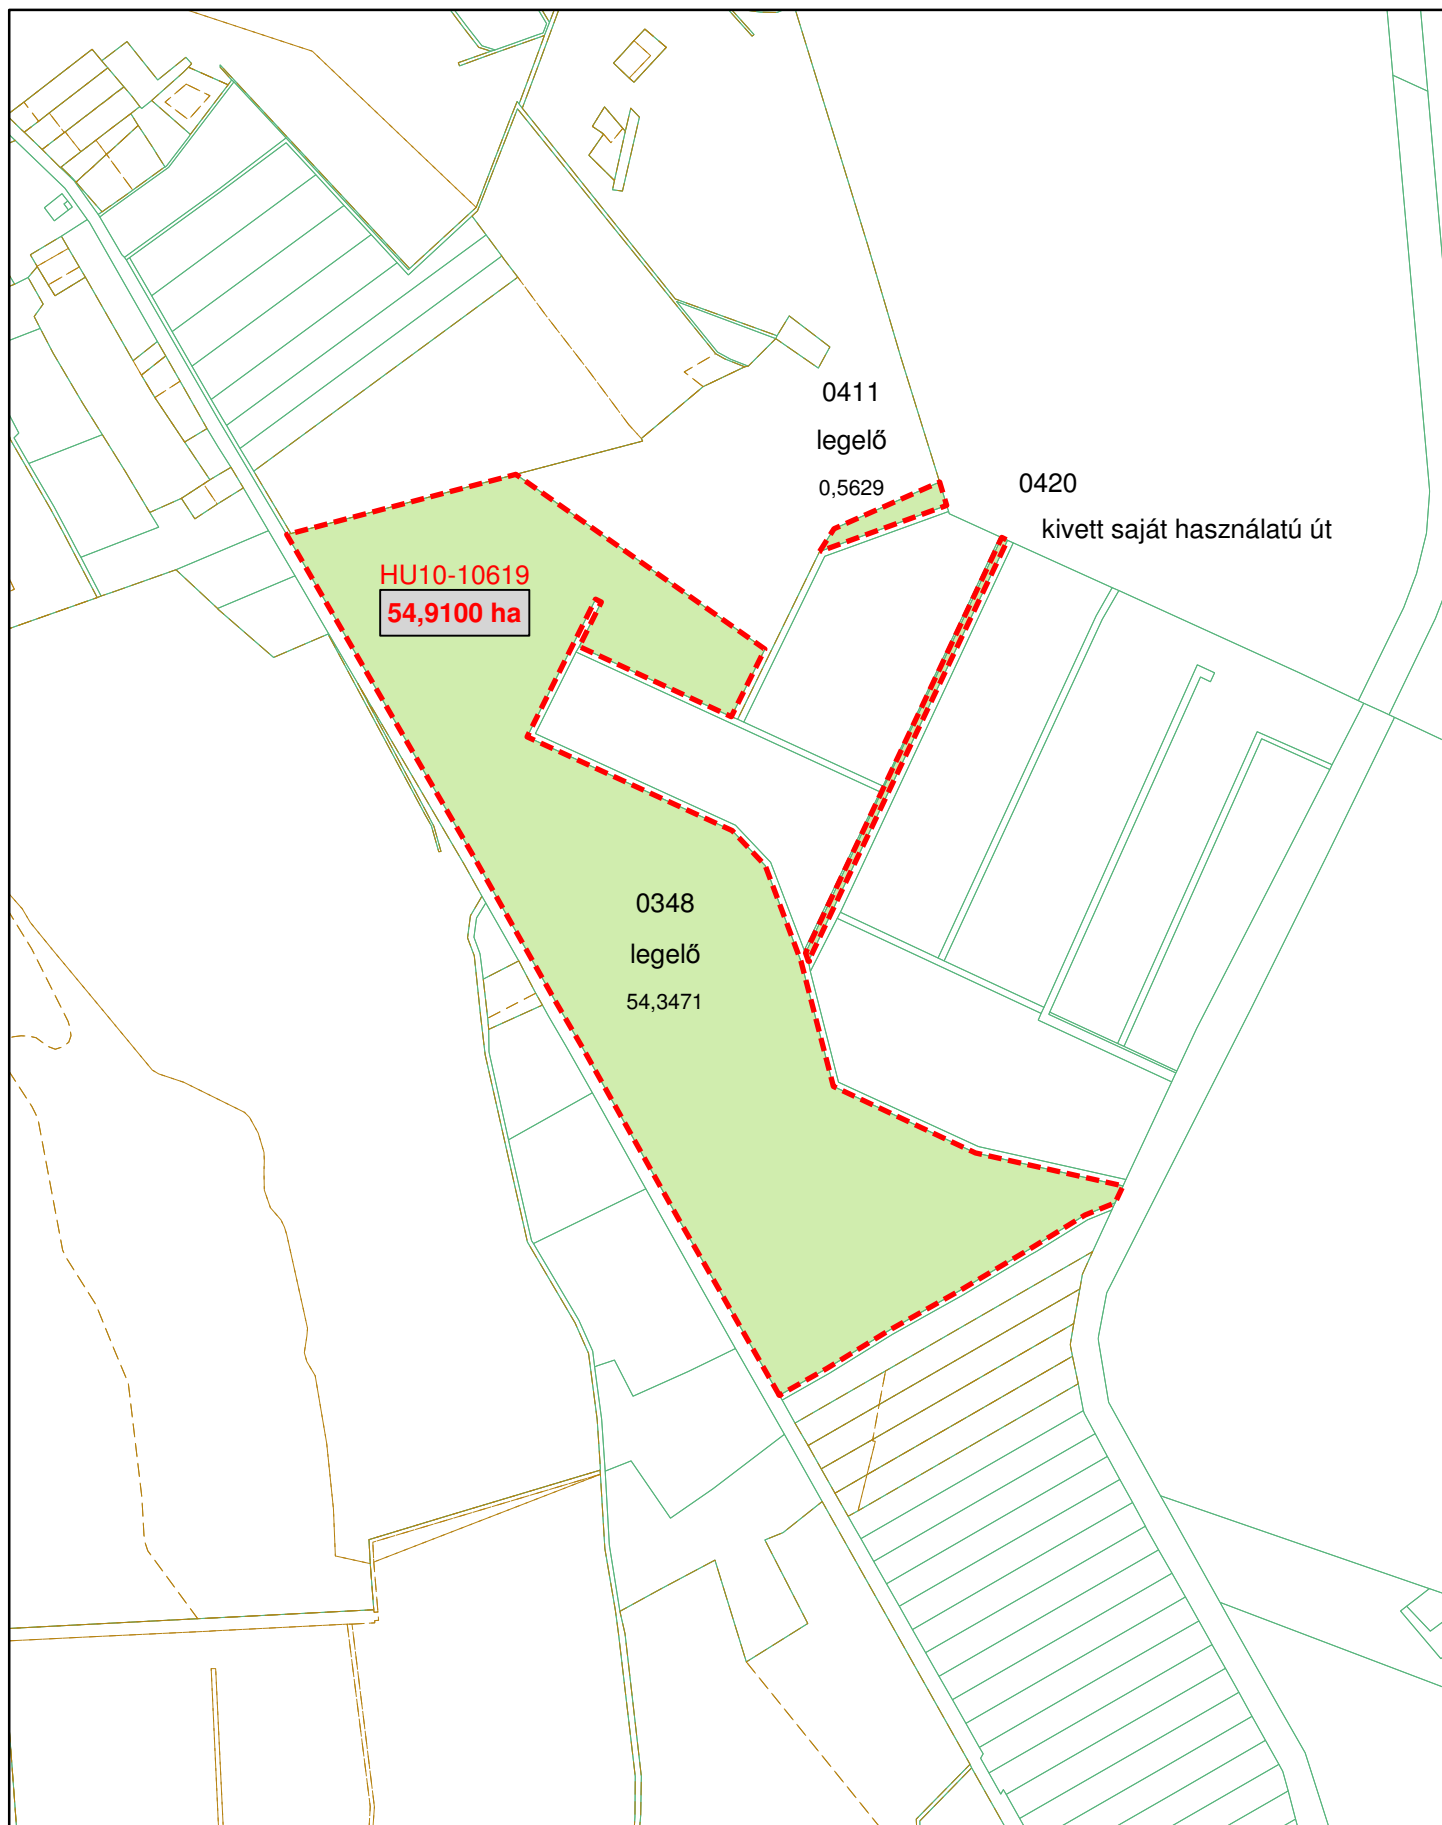 0411
legelő
0,5629
0420
kivett saját használatú út
HU10-10619
54,9100 ha
0348
legelő
54,3471